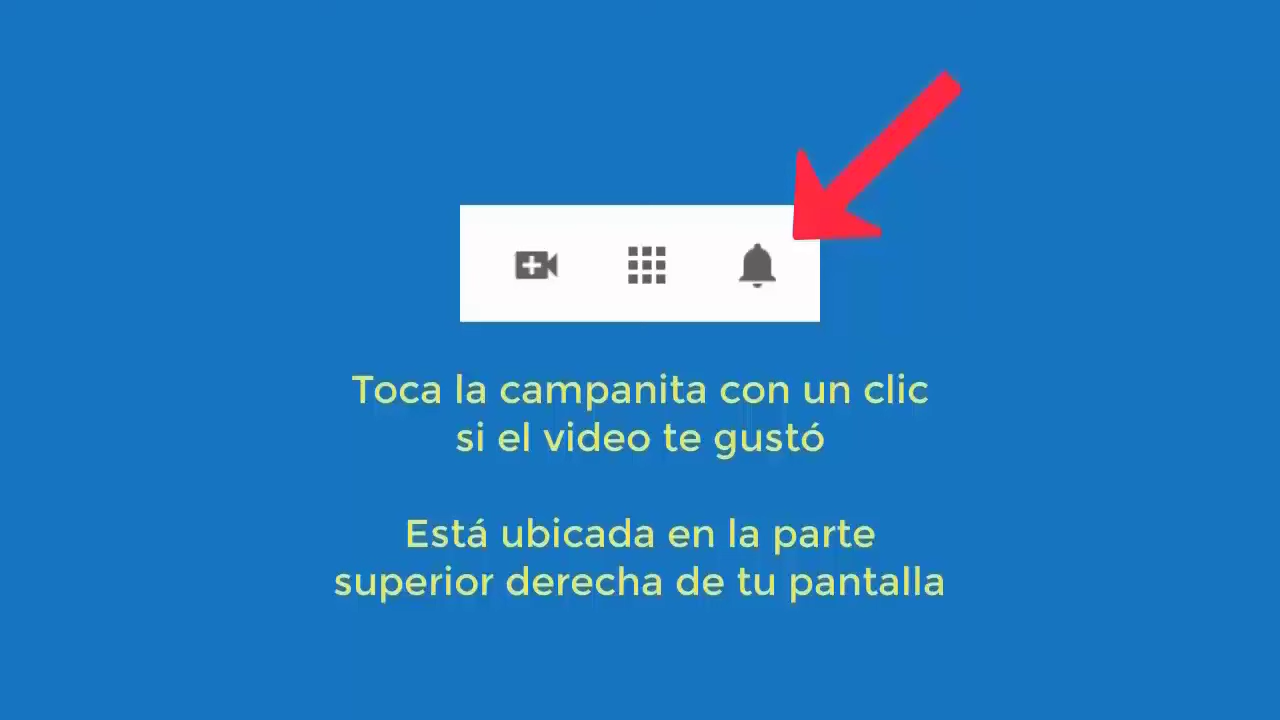 Toca la campanita con un clic
si el video te gustó
Está ubicada en la parte
superior derecha de tu pantalla